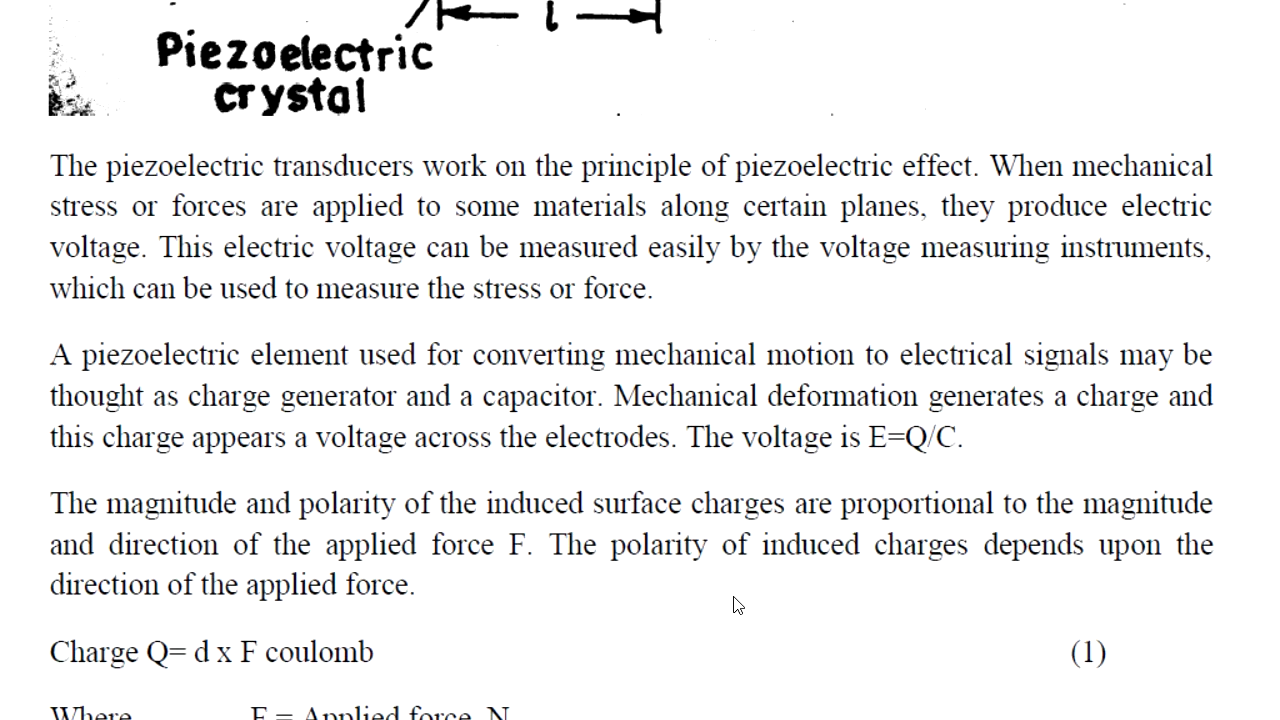 l
Piezoelectric
crystal
The piezoelectric transducers work on the principle of piezoelectric effect. When mechanical
stress or forces are applied to some materials along certain planes, they produce electric
voltage. This electric voltage can be measured easily by the voltage measuring instruments,
which can be used to measure the stress or force.
A piezoelectric element used for converting mechanical motion to electrical signals may be
thought as charge generator and a capacitor. Mechanical deformation generates a charge and
this charge appears a voltage across the electrodes. The voltage is E=Q/C.
The magnitude and polarity of the induced surface charges are proportional to the magnitude
and direction of the applied force F. The polarity of induced charges depends upon the
direction of the applied force.
Charge Q= d x F coulomb (1)
Where F = Applied force, N